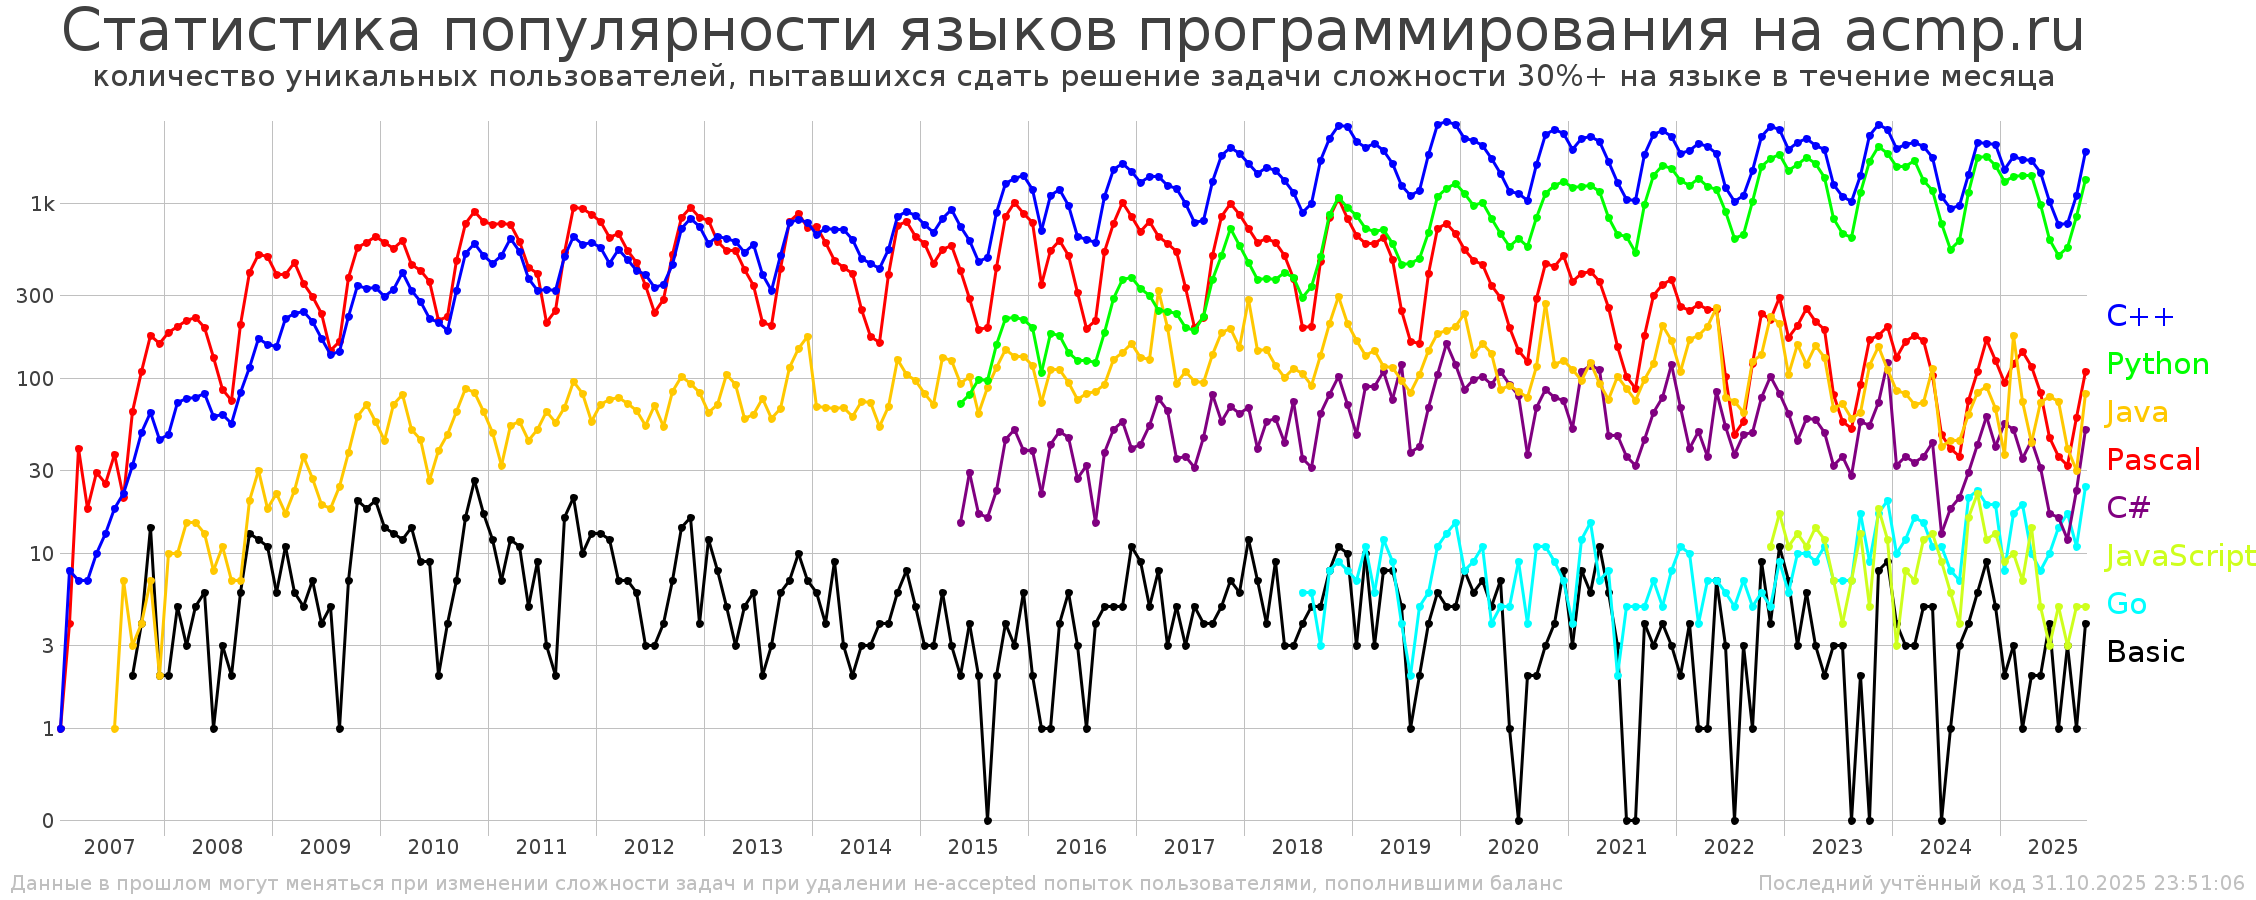 Статистика популярности языков программирования на acmp.ru
количество уникальных пользователей, пытавшихся сдать решение задачи сложности 30%+ на языке в течение месяца
1k
300
100
30
10
3
1
0
C++
Python
Java
Pascal
C#
JavaScript
Go
Basic
2007 2008 2009 2010 2011 2012 2013 2014 2015 2016 2017 2018 2019 2020 2021 2022 2023 2024 2025
Данные в прошлом могут меняться при изменении сложности задач и при удалении не-accepted попыток пользователями, пополнившими баланс
Последний учтённый код 31.10.2025 23:51:06